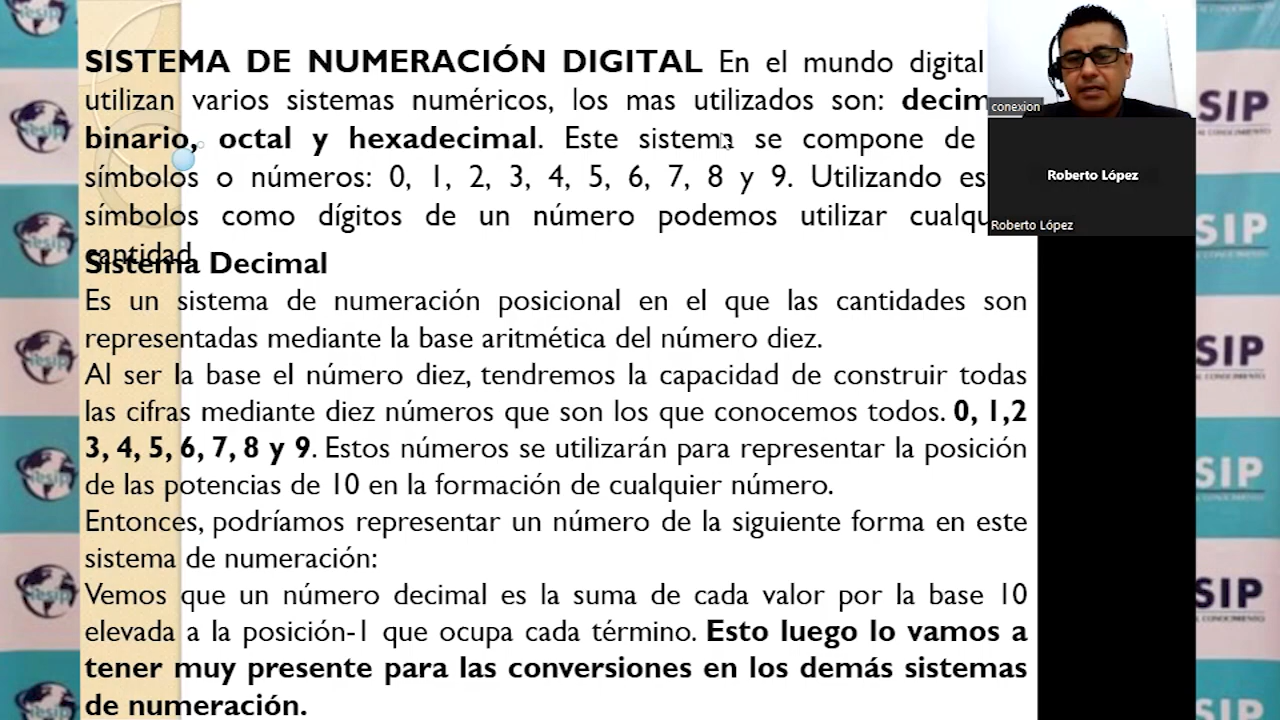 SISTEMA DE NUMERACIÓN DIGITAL En el mundo digital
utilizan varios sistemas numéricos, los mas utilizados son: decim
binario, octal y hexadecimal. Este sistema se compone de
símbolos o números: 0, 1, 2, 3, 4, 5, 6, 7, 8 y 9. Utilizando es
símbolos como dígitos de un número podemos utilizar cualqu
cantidad
Sistema Decimal
Es un sistema de numeración posicional en el que las cantidades son
representadas mediante la base aritmética del número diez.
Al ser la base el número diez, tendremos la capacidad de construir todas
las cifras mediante diez números que son los que conocemos todos. 0, 1,2
3, 4, 5, 6, 7, 8 y 9. Estos números se utilizarán para representar la posición
de las potencias de 10 en la formación de cualquier número.
Entonces, podríamos representar un número de la siguiente forma en este
sistema de numeración:
Vemos que un número decimal es la suma de cada valor por la base 10
elevada a la posición-1 que ocupa cada término. Esto luego lo vamos a
tener muy presente para las conversiones en los demás sistemas
de numeración.
conexion
Roberto López
Roberto López
SIP
SIP
SIP
SIP
SIP
SIP
iesip
iesip
iesip
iesip
iesip